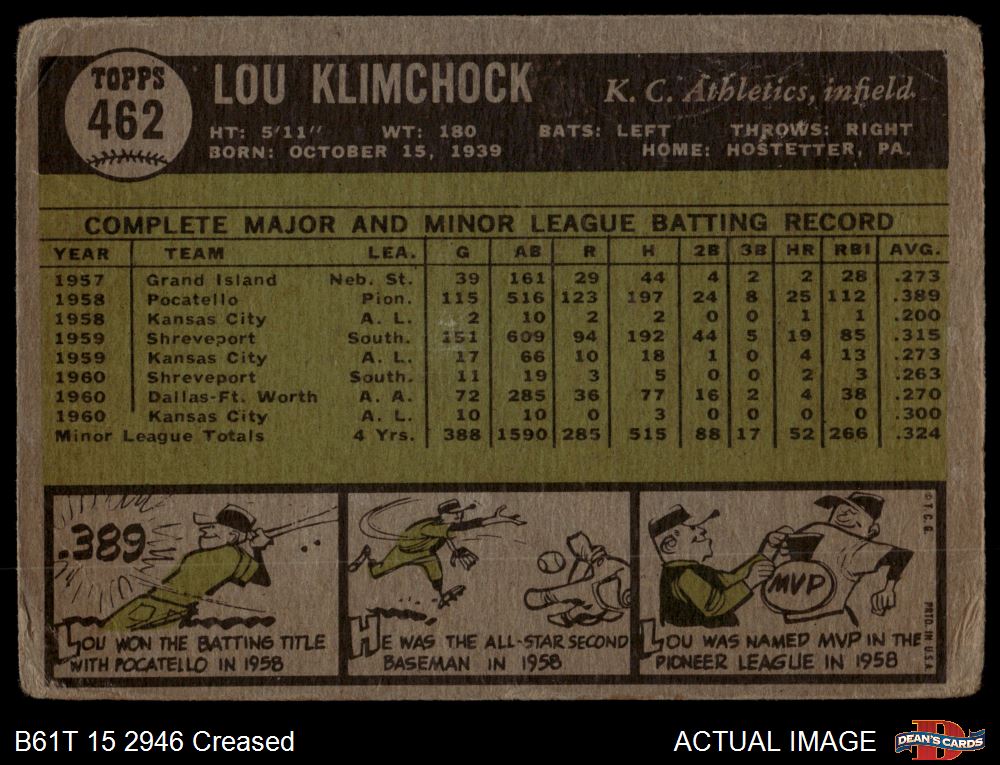 TOPPS
462
LOU KLIMCHOCK
K. C. Athletics, infield.
HT: 5'11" WT: 180 BATS: LEFT THROWS: RIGHT
BORN: OCTOBER 15, 1939 HOME: HOSTETTER, PA.
COMPLETE MAJOR AND MINOR LEAGUE BATTING RECORD
YEAR TEAM LEA. G AB R H 2B 3B HR RBI AVG.
1957 Grand Island Neb. St. 39 161 29 44 4 2 2 28 .273
1958 Pocatello Pion. 115 516 123 197 24 8 25 112 .389
1958 Kansas City A. L. 2 10 2 2 0 0 1 1 .200
1959 Shreveport South. 151 609 94 192 44 5 19 85 .315
1959 Kansas City A. L. 17 66 10 18 1 0 4 13 .273
1960 Shreveport South. 11 19 3 5 0 0 2 3 .263
1960 Dallas-Ft. Worth A. A. 72 285 36 77 16 2 4 38 .270
1960 Kansas City A. L. 10 10 0 3 0 0 0 0 .300
Minor League Totals 4 Yrs. 388 1590 285 515 88 17 52 266 .324
.389
LOU WON THE BATTING TITLE
WITH POCATELLO IN 1958
HE WAS THE ALL-STAR SECOND
BASEMAN IN 1958
MVP
LOU WAS NAMED MVP IN THE
PIONEER LEAGUE IN 1958
© T. C. G.
PRTD. IN U.S.A.
B61T 15 2946 Creased
ACTUAL IMAGE
D
DEAN'S CARDS